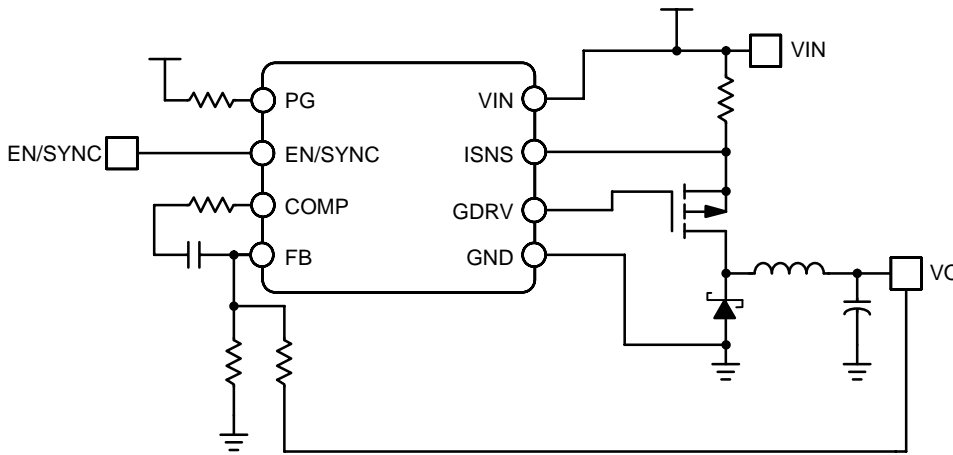 VIN
PG
VIN
EN/SYNC
EN/SYNC
ISNS
COMP
GDRV
FB
GND